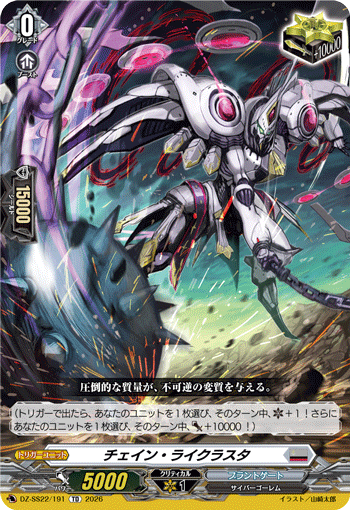 0
グレード
ブースト
CRITICAL
+10000
15000
シールド
圧倒的な質量が、不可逆の変質を与える。
(トリガーで出たら、あなたのユニットを1枚選び、そのターン中、+1！さらに
あなたのユニットを1枚選び、そのターン中、+10000！)
トリガーユニット
チェイン・ライクラスタ
パワー 5000
クリティカル
1
ブラントゲート
サイバーゴーレム
DZ-SS22/191 TD 2026
イラスト/山崎太郎